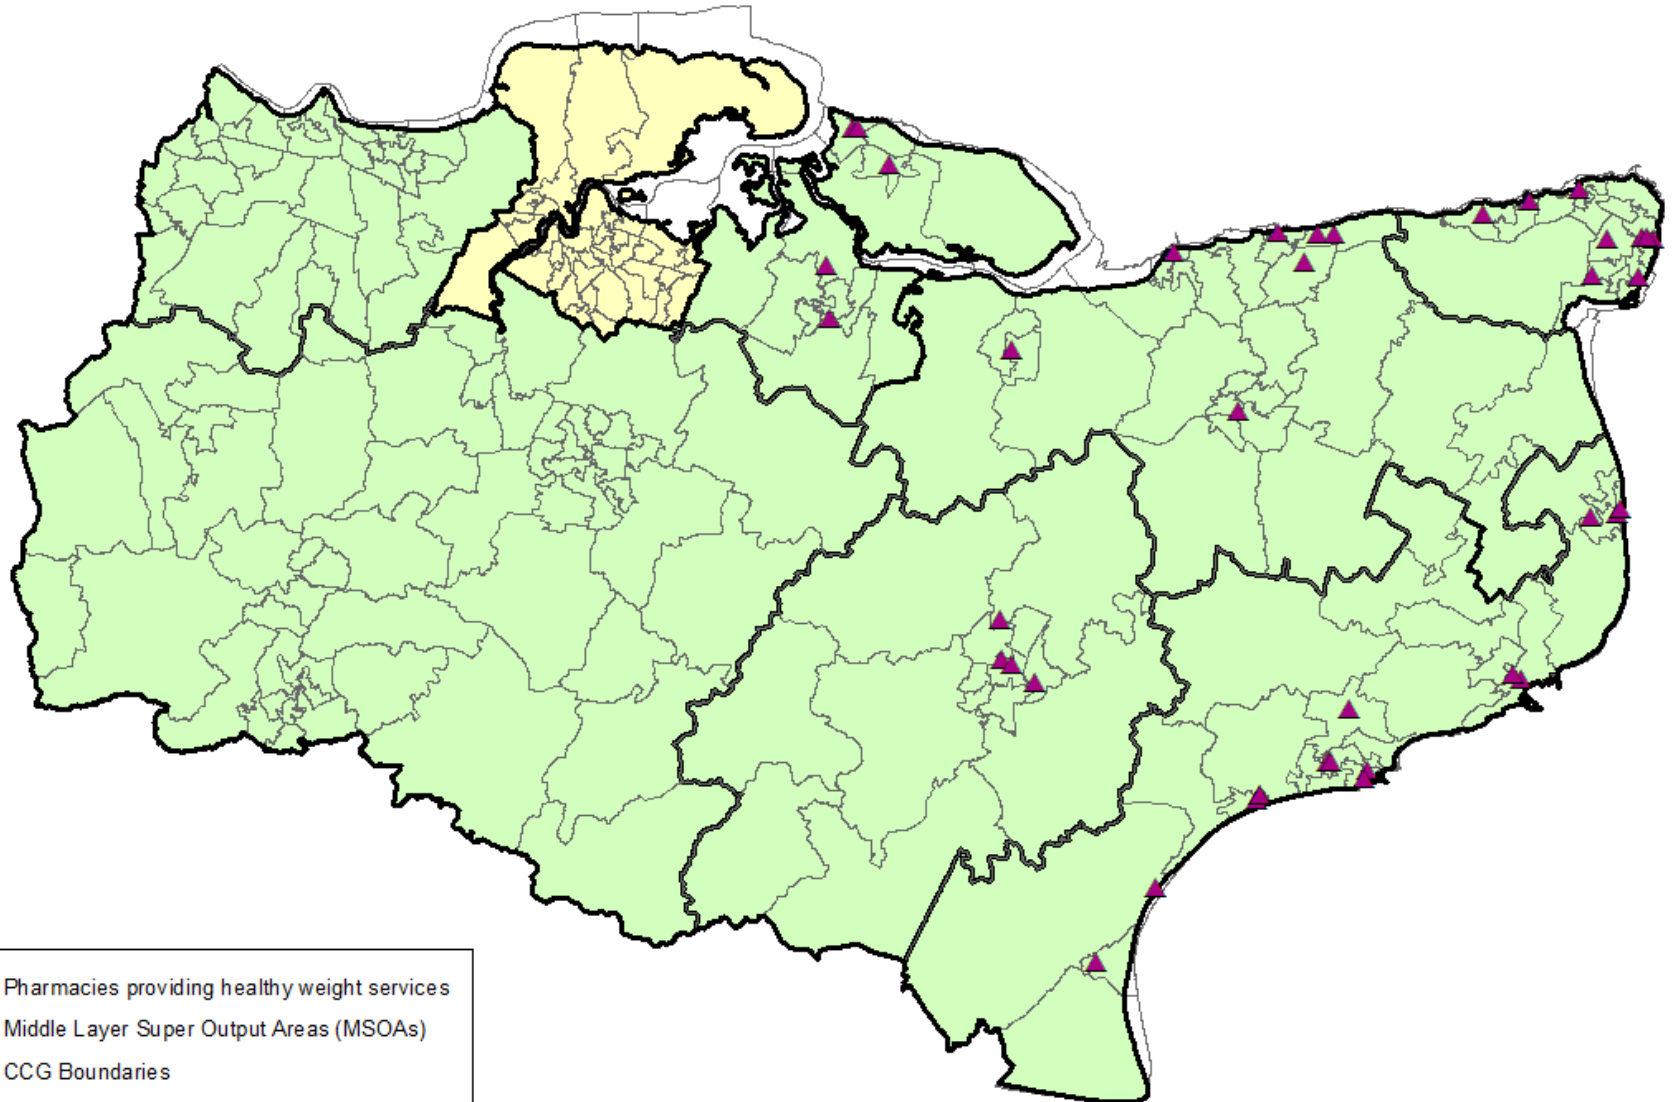 Pharmacies providing healthy weight services
Middle Layer Super Output Areas (MSOAs)
CCG Boundaries